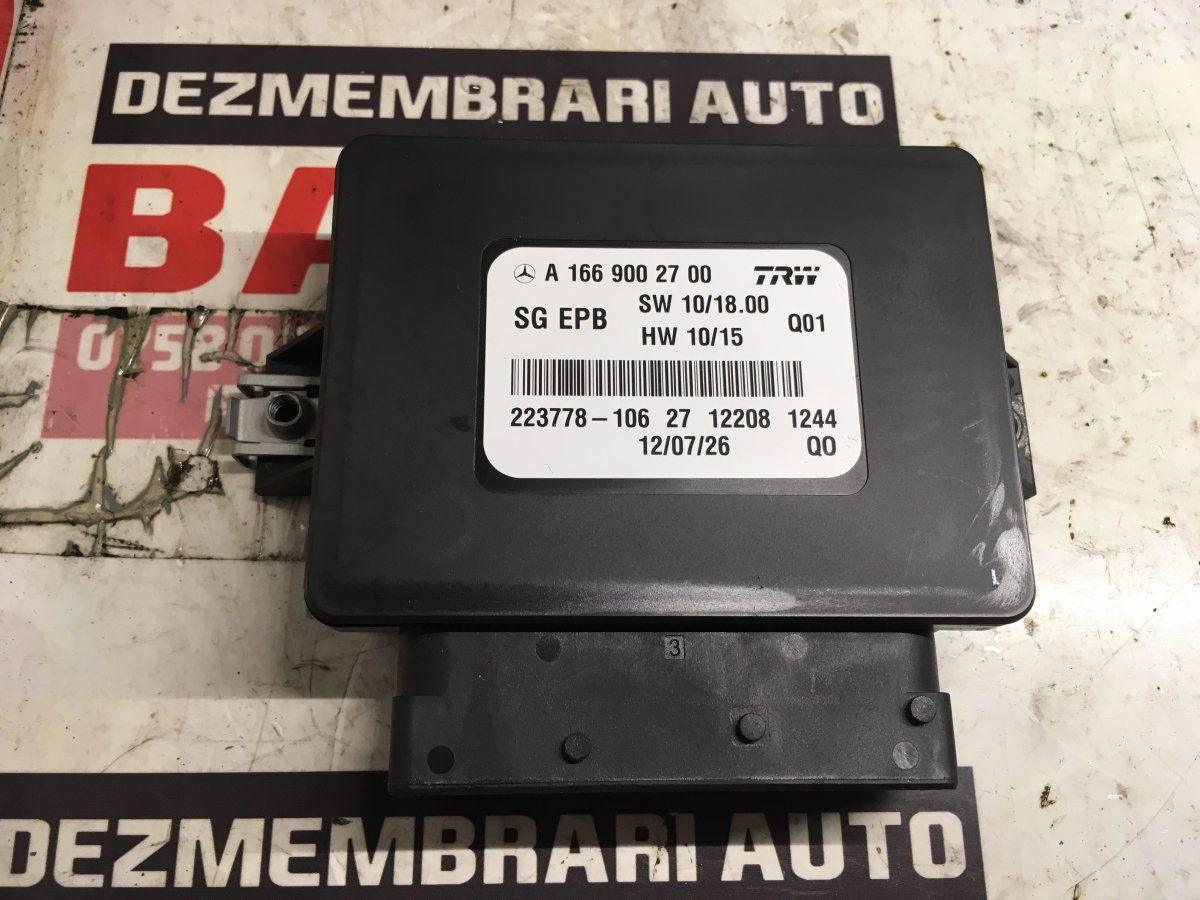 DEZMEMBRARI AUTO
BA
A 166 900 27 00 TRW
SW 10/18.00
SG EPB Q01
HW 10/15
223778-106 27 12208 1244
12/07/26 QO
3
DEZMEMBRARI AUTO